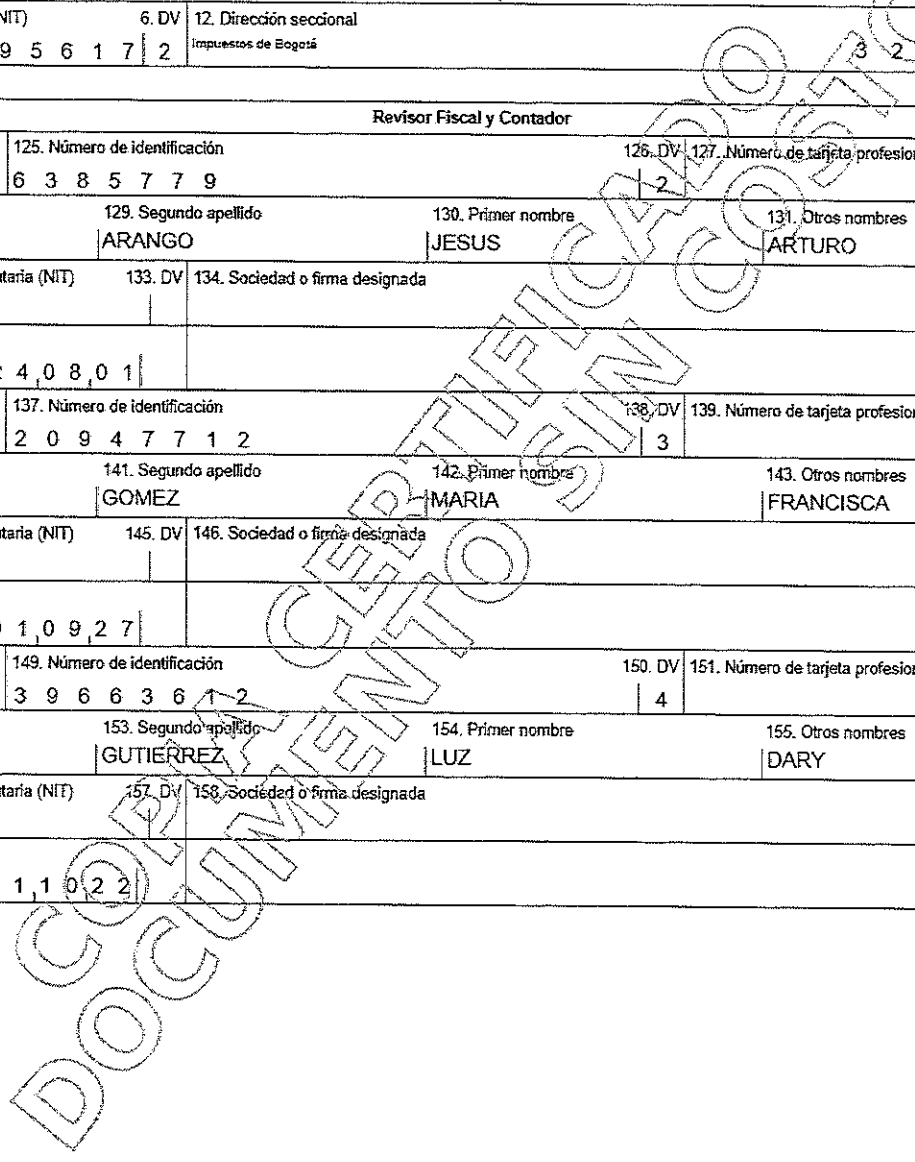 NIT) 6. DV 12. Dirección seccional
9 5 6 1 7 2 Impuestos de Bogotá 3 2
Revisor Fiscal y Contador
125. Número de identificación 126. DV 127. Número de tarjeta profesion
6 3 8 5 7 7 9 2
129. Segundo apellido 130. Primer nombre 131. Otros nombres
ARANGO JESUS ARTURO
utaria (NIT) 133. DV 134. Sociedad o firma designada
4 0 8 0 1
137. Número de identificación 138. DV 139. Número de tarjeta profesion
2 0 9 4 7 7 1 2 3
141. Segundo apellido 142. Primer nombre 143. Otros nombres
GOMEZ MARIA FRANCISCA
utaria (NIT) 145. DV 146. Sociedad o firma designada
1 0 9 2 7
149. Número de identificación 150. DV 151. Número de tarjeta profesion
3 9 6 6 3 6 1 2 4
153. Segundo apellido 154. Primer nombre 155. Otros nombres
GUTIERREZ LUZ DARY
utaria (NIT) 157. DV 158. Sociedad o firma designada
1 1 0 2 2
COPIA CERTIFICADO
DOCUMENTO SIN COSTO